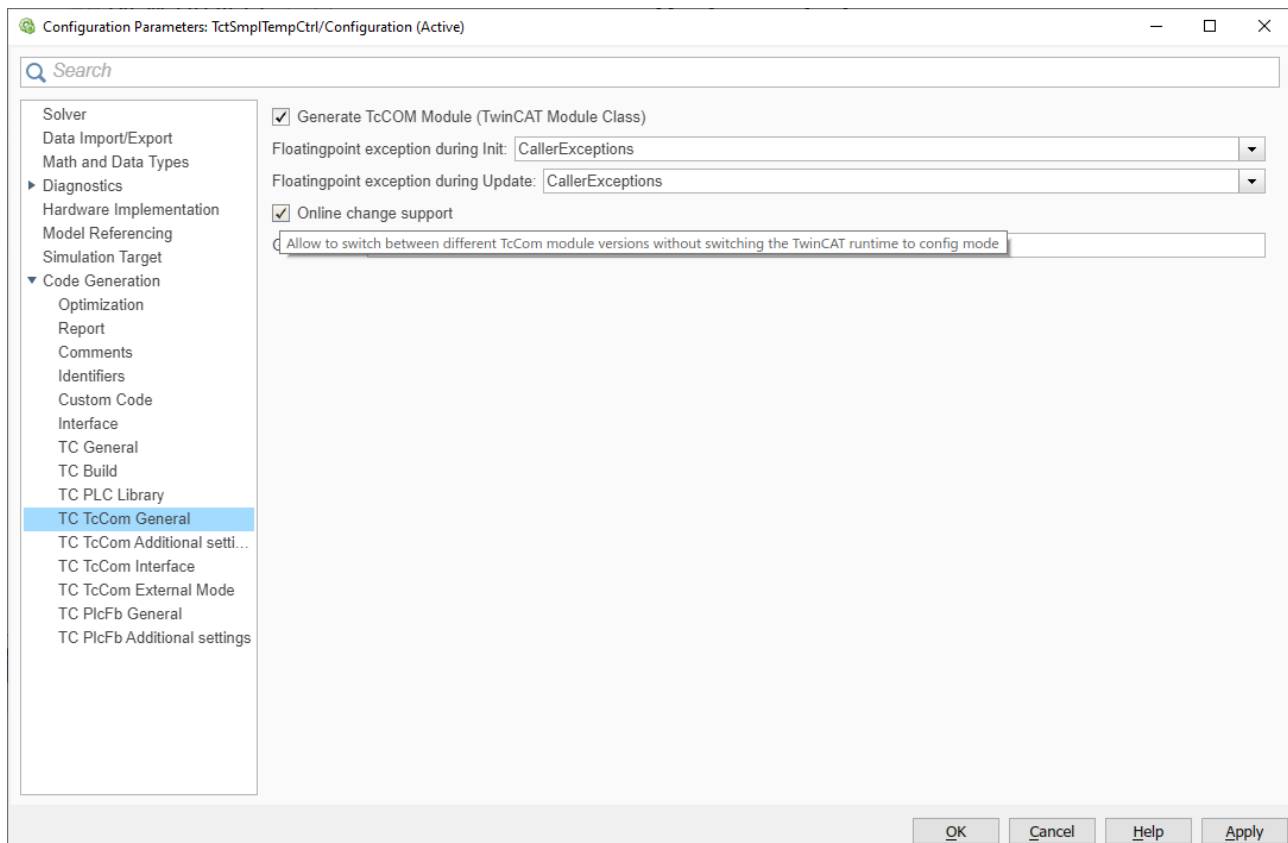 Configuration Parameters: TctSmplTempCtrl/Configuration (Active)
Search
Solver
Data Import/Export
Math and Data Types
Diagnostics
Hardware Implementation
Model Referencing
Simulation Target
Code Generation
Optimization
Report
Comments
Identifiers
Custom Code
Interface
TC General
TC Build
TC PLC Library
TC TcCom General
TC TcCom Additional setti...
TC TcCom Interface
TC TcCom External Mode
TC PlcFb General
TC PlcFb Additional settings
Generate TcCOM Module (TwinCAT Module Class)
Floatingpoint exception during Init: CallerExceptions
Floatingpoint exception during Update: CallerExceptions
Online change support
Allow to switch between different TcCom module versions without switching the TwinCAT runtime to config mode
OK Cancel Help Apply